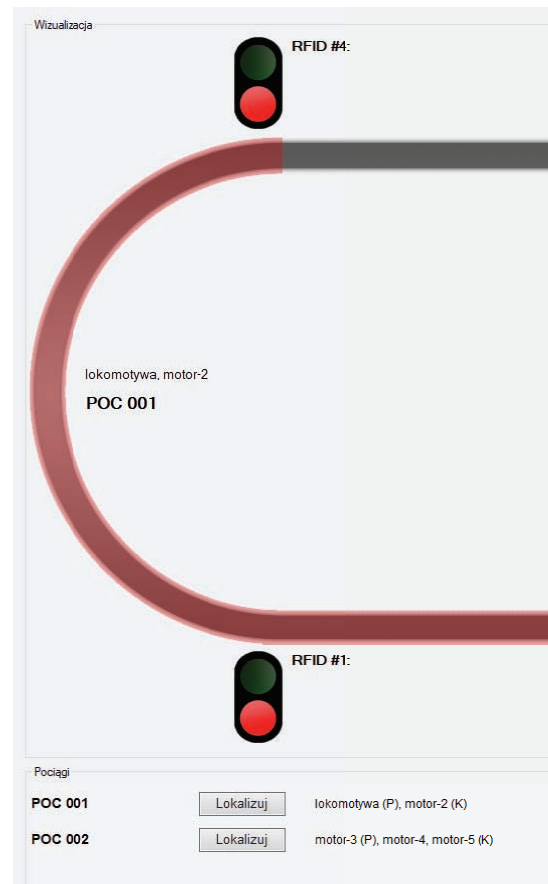 Wizualizacja
RFID #4:
lokomotywa, motor-2
POC 001
RFID #1:
Pociągi
POC 001 Lokalizuj lokomotywa (P), motor-2 (K)
POC 002 Lokalizuj motor-3 (P), motor-4, motor-5 (K)